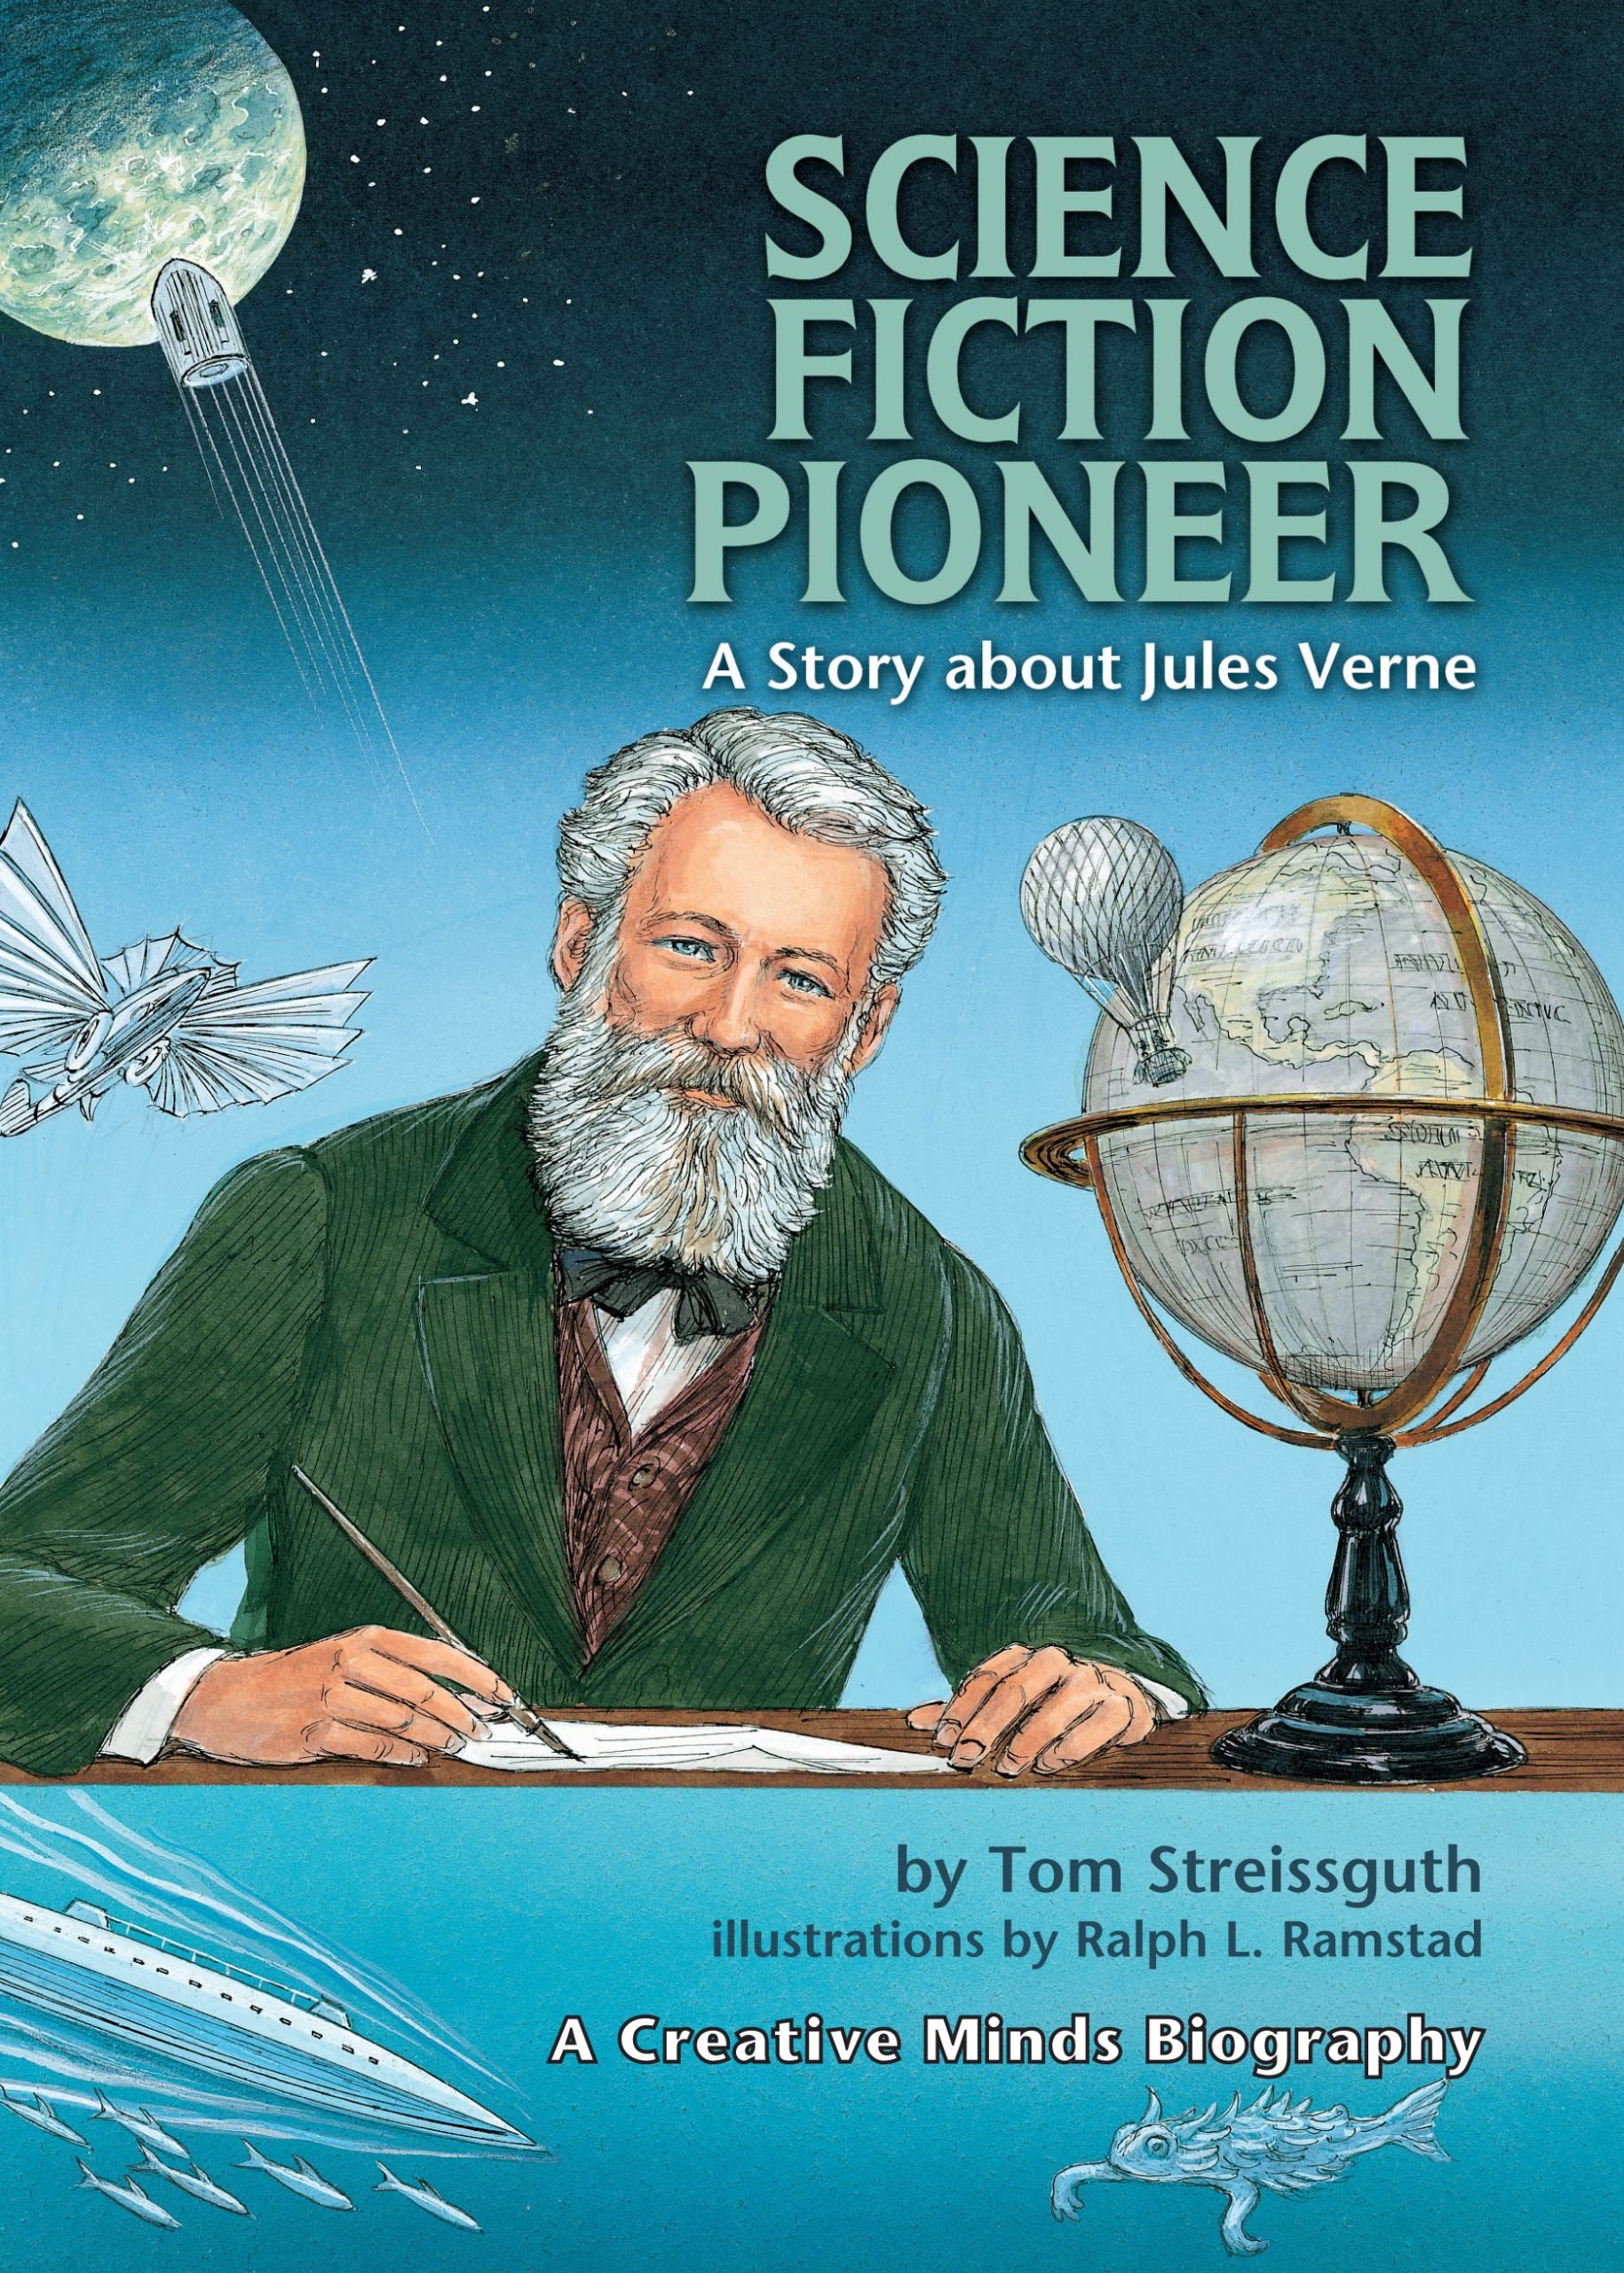 SCIENCE
FICTION
PIONEER
A Story about Jules Verne
by Tom Streissguth
illustrations by Ralph L. Ramstad
A Creative Minds Biography